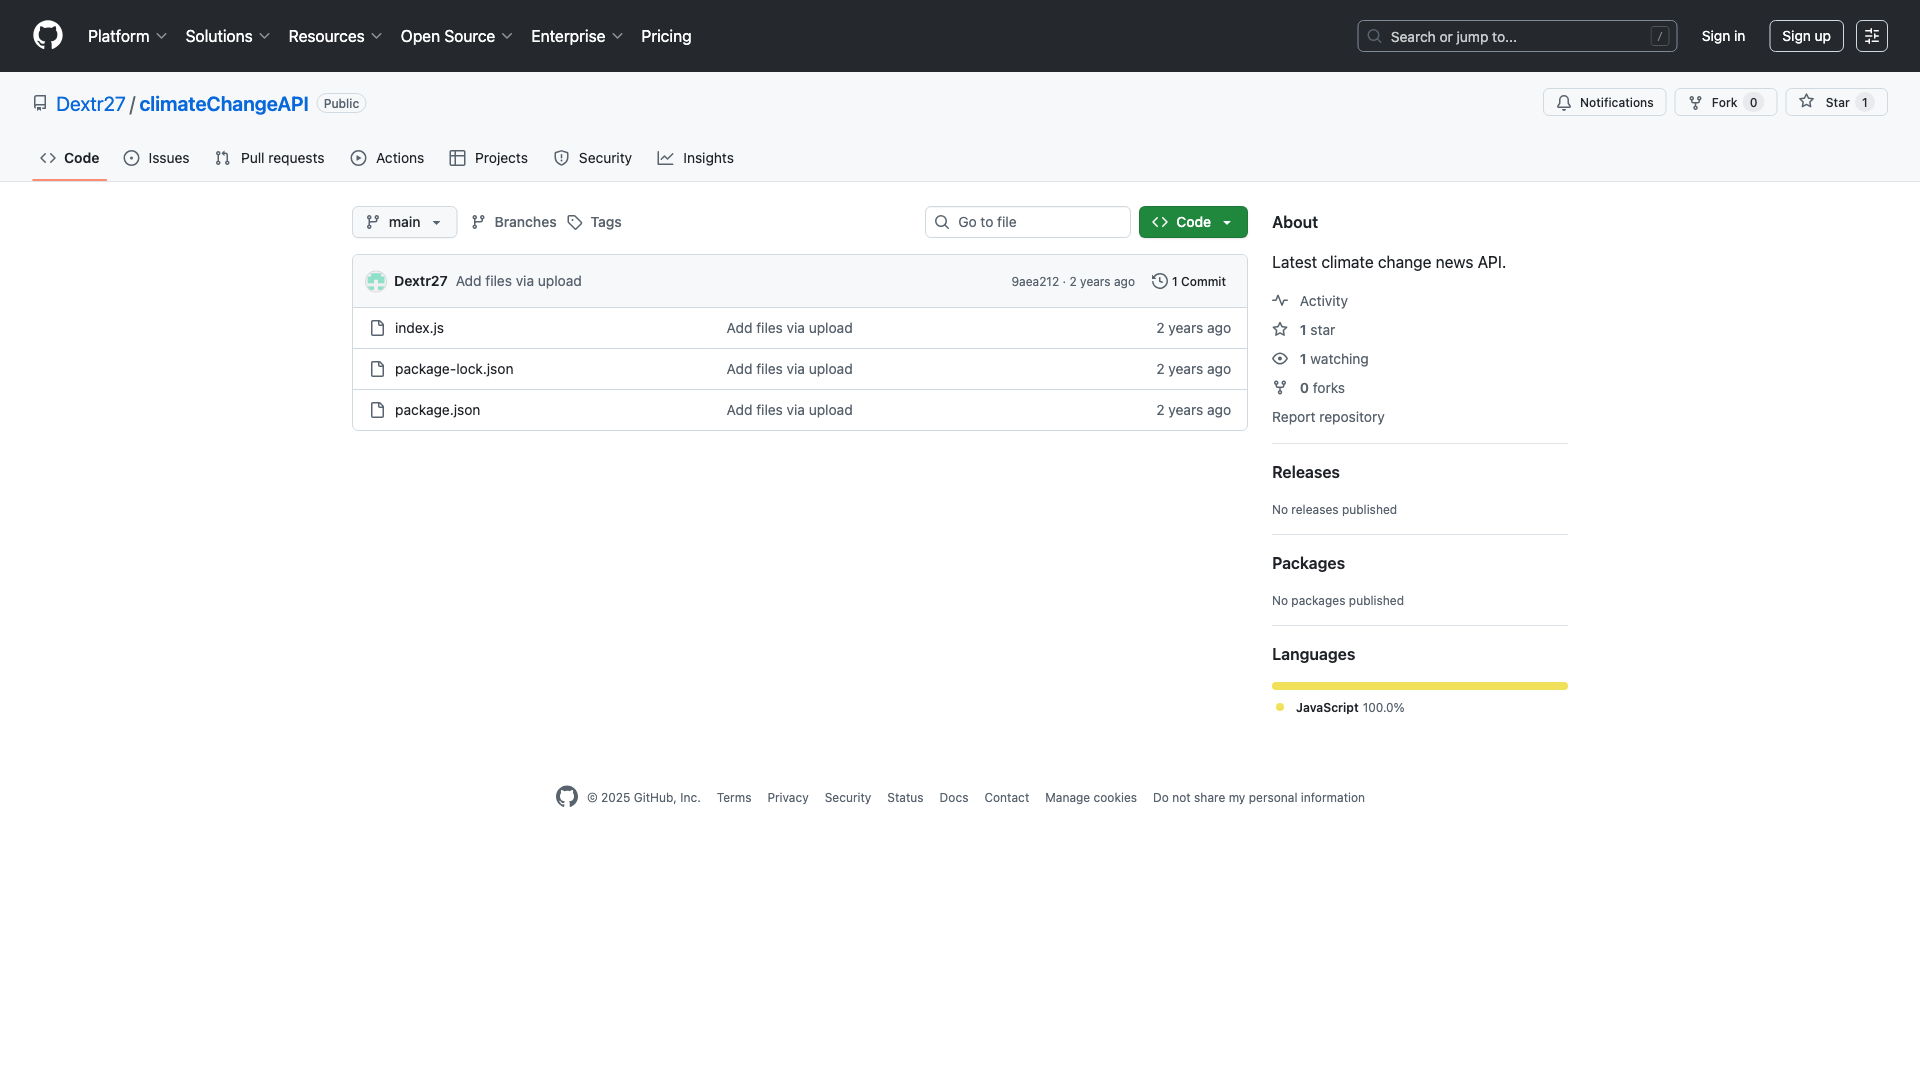 Platform Solutions Resources Open Source Enterprise Pricing Search or jump to... / Sign in Sign up
Dextr27 / climateChangeAPI Public Notifications Fork 0 Star 1
Code Issues Pull requests Actions Projects Security Insights
main Branches Tags Go to file Code
Dextr27 Add files via upload 9aea212 · 2 years ago 1 Commit
index.js Add files via upload 2 years ago
package-lock.json Add files via upload 2 years ago
package.json Add files via upload 2 years ago
About
Latest climate change news API.
Activity
1 star
1 watching
0 forks
Report repository
Releases
No releases published
Packages
No packages published
Languages
JavaScript 100.0%
© 2025 GitHub, Inc. Terms Privacy Security Status Docs Contact Manage cookies Do not share my personal information